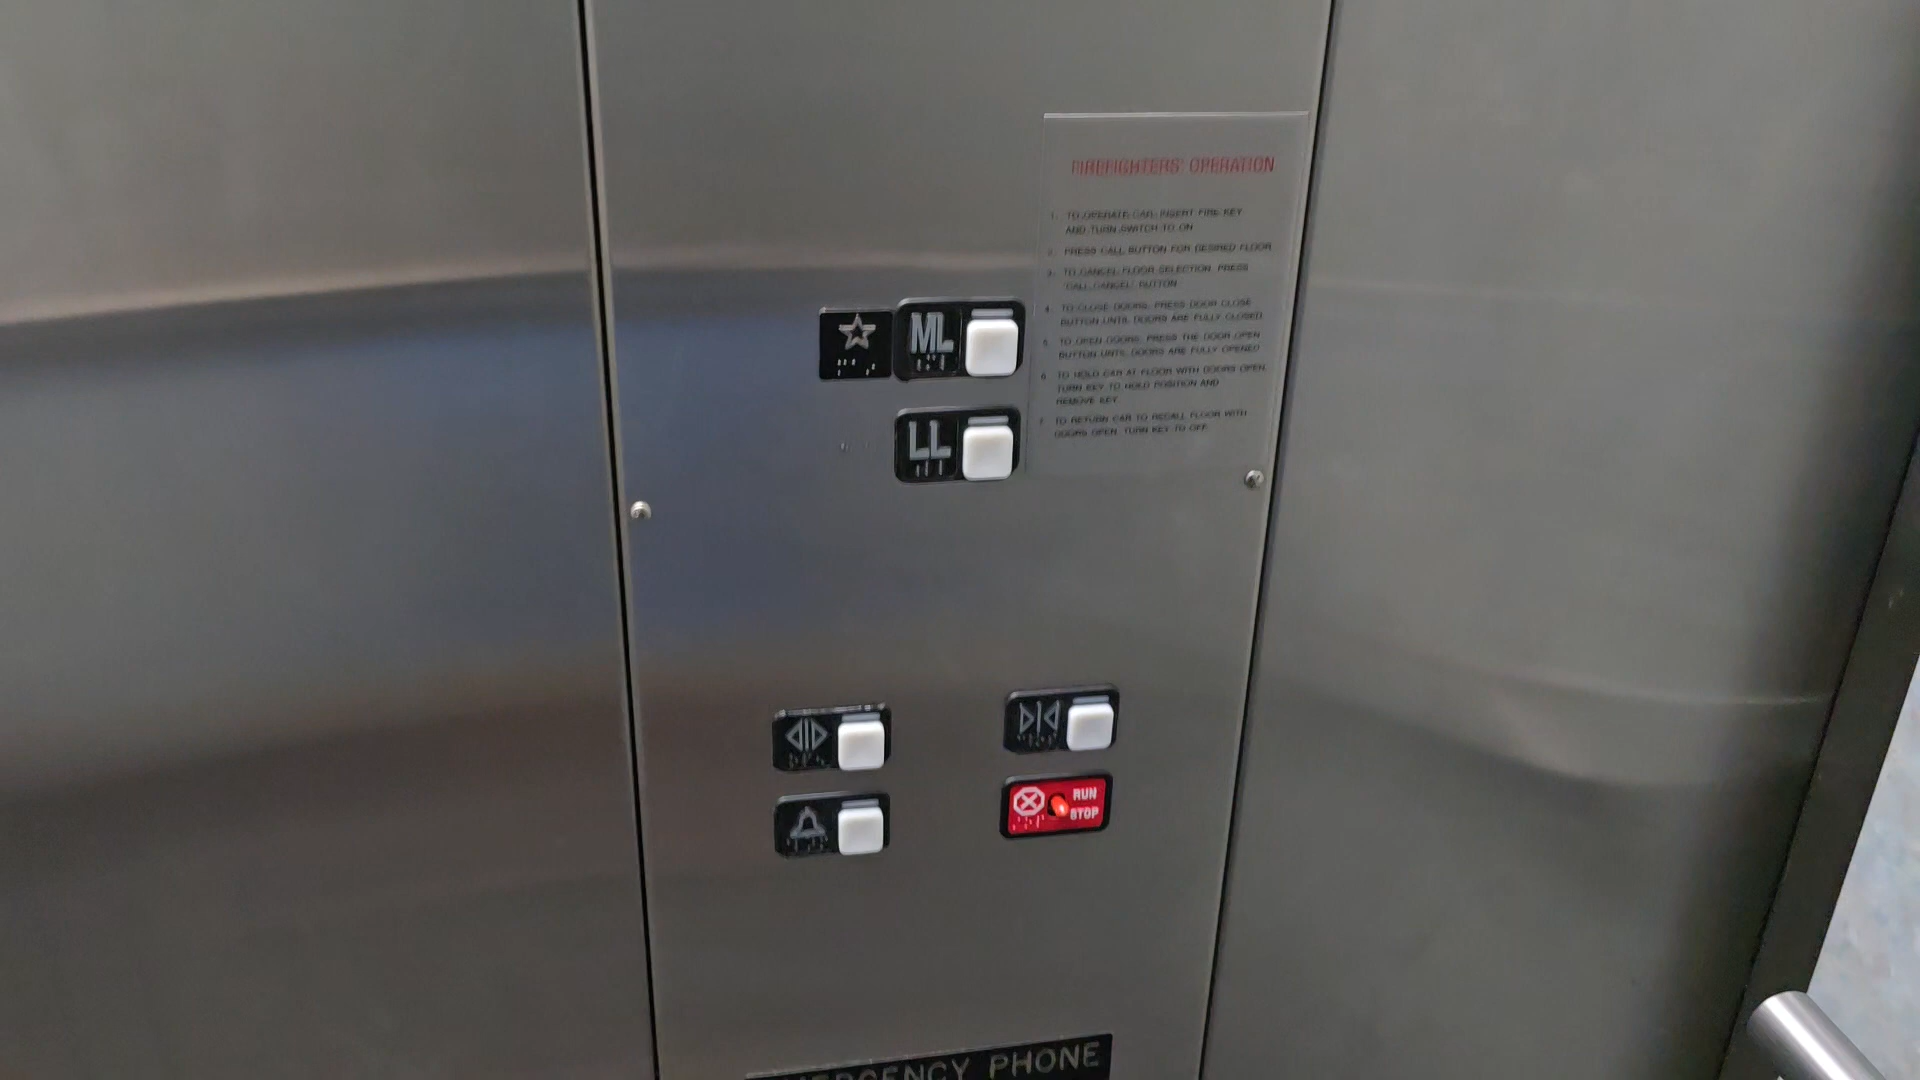 FIREFIGHTERS' OPERATION
1. TO OPERATE CAR: INSERT FIRE KEY
AND TURN SWITCH TO ON
2. PRESS CALL BUTTON FOR DESIRED FLOOR
3. TO CANCEL FLOOR SELECTION, PRESS
"CALL CANCEL" BUTTON
4. TO CLOSE DOORS, PRESS DOOR CLOSE
BUTTON UNTIL DOORS ARE FULLY CLOSED
5. TO OPEN DOORS, PRESS THE DOOR OPEN
BUTTON UNTIL DOORS ARE FULLY OPENED
6. TO HOLD CAR AT FLOOR WITH DOORS OPEN,
TURN KEY TO HOLD POSITION AND
REMOVE KEY
7. TO RETURN CAR TO RECALL FLOOR WITH
DOORS OPEN, TURN KEY TO OFF
ML
LL
RUN
STOP
PHONE